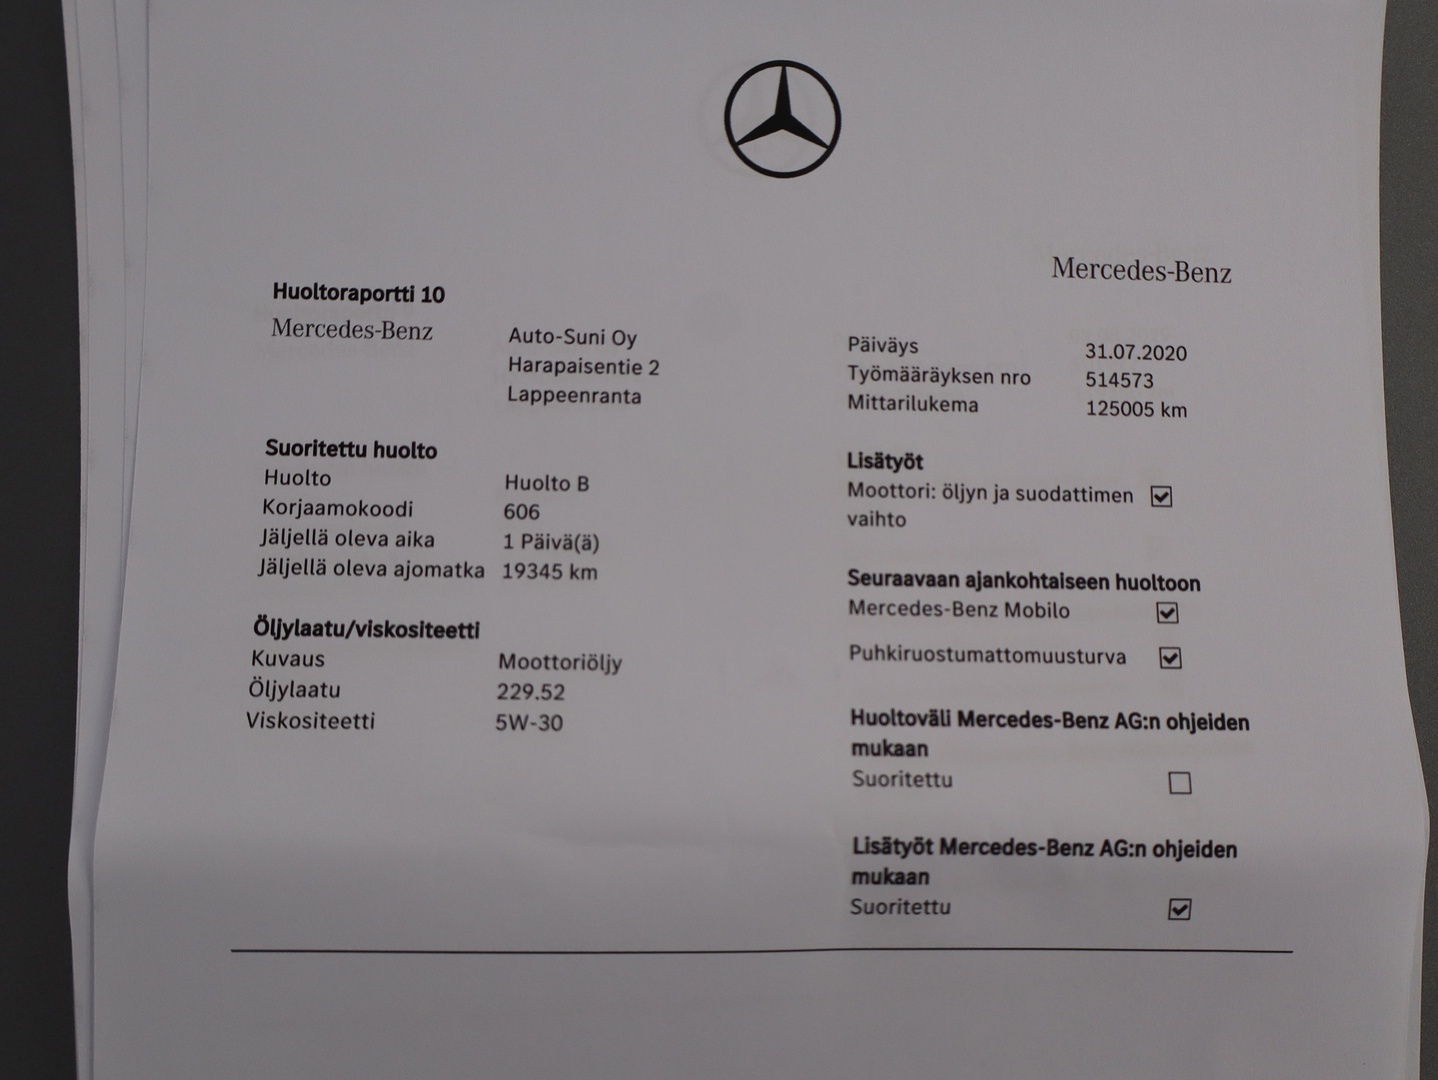 Mercedes-Benz
Huoltoraportti 10
Mercedes-Benz
Auto-Suni Oy
Harapaisentie 2
Lappeenranta
Päiväys 31.07.2020
Työmääräyksen nro 514573
Mittarilukema 125005 km
Suoritettu huolto
Huolto Huolto B
Korjaamokoodi 606
Jäljellä oleva aika 1 Päivä(ä)
Jäljellä oleva ajomatka 19345 km
Öljylaatu/viskositeetti
Kuvaus Moottoriöljy
Öljylaatu 229.52
Viskositeetti 5W-30
Lisätyöt
Moottori: öljyn ja suodattimen
vaihto
Seuraavaan ajankohtaiseen huoltoon
Mercedes-Benz Mobilo
Puhkiruostumattomuusturva
Huoltoväli Mercedes-Benz AG:n ohjeiden
mukaan
Suoritettu
Lisätyöt Mercedes-Benz AG:n ohjeiden
mukaan
Suoritettu